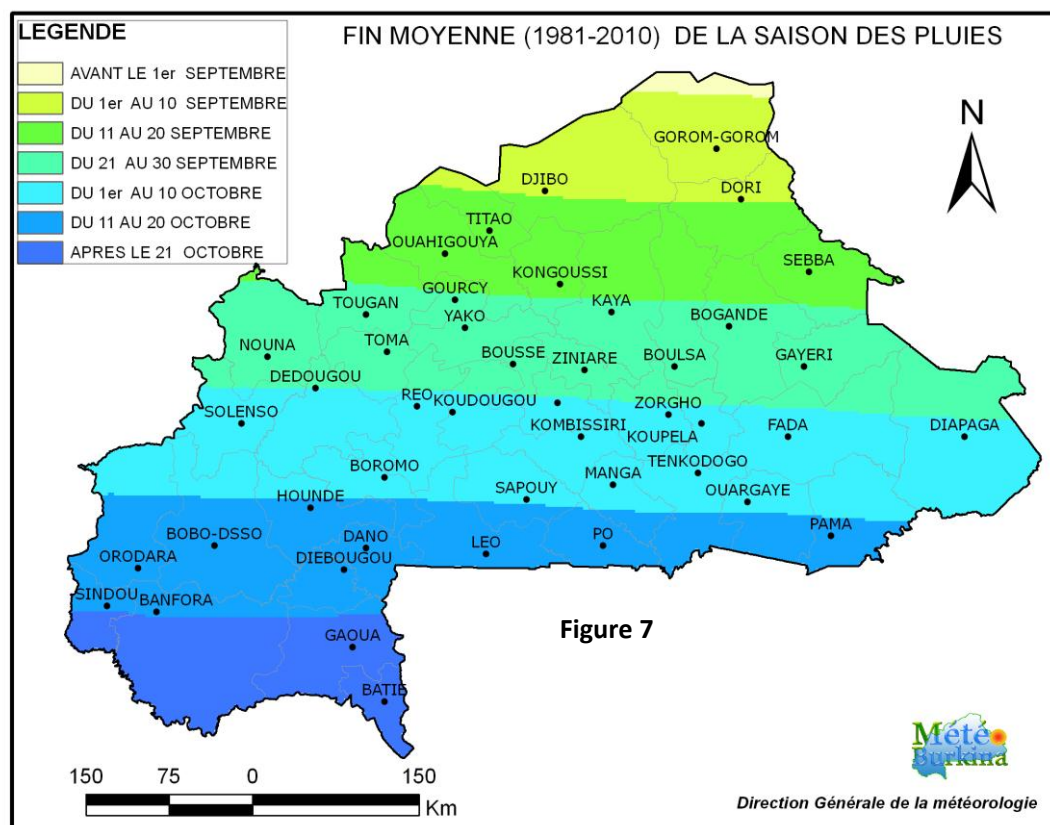 LEGENDE
AVANT LE 1er SEPTEMBRE
DU 1er AU 10 SEPTEMBRE
DU 11 AU 20 SEPTEMBRE
DU 21 AU 30 SEPTEMBRE
DU 1er AU 10 OCTOBRE
DU 11 AU 20 OCTOBRE
APRES LE 21 OCTOBRE
FIN MOYENNE (1981-2010) DE LA SAISON DES PLUIES
N
GOROM-GOROM
DJIBO
DORI
TITAO
OUAHIGOUYA
SEBBA
KONGOUSSI
GOURCY
KAYA
TOUGAN
BOGANDE
YAKO
NOUNA
TOMA
BOUSSE
ZINIARE
BOULSA
GAYERI
DEDOUGOU
REO
KOUDOUGOU
ZORGHO
SOLENSO
KOMBISSIRI
KOUPELA
FADA
DIAPAGA
BOROMO
MANGA
TENKODOGO
SAPOUY
OUARGAYE
HOUNDE
PAMA
BOBO-DSSO
DANO
LEO
PO
ORODARA
DIEBOUGOU
SINDOU
BANFORA
GAOUA
BATIE
Figure 7
150 75 0 150
Km
Météo
Burkina
Direction Générale de la météorologie